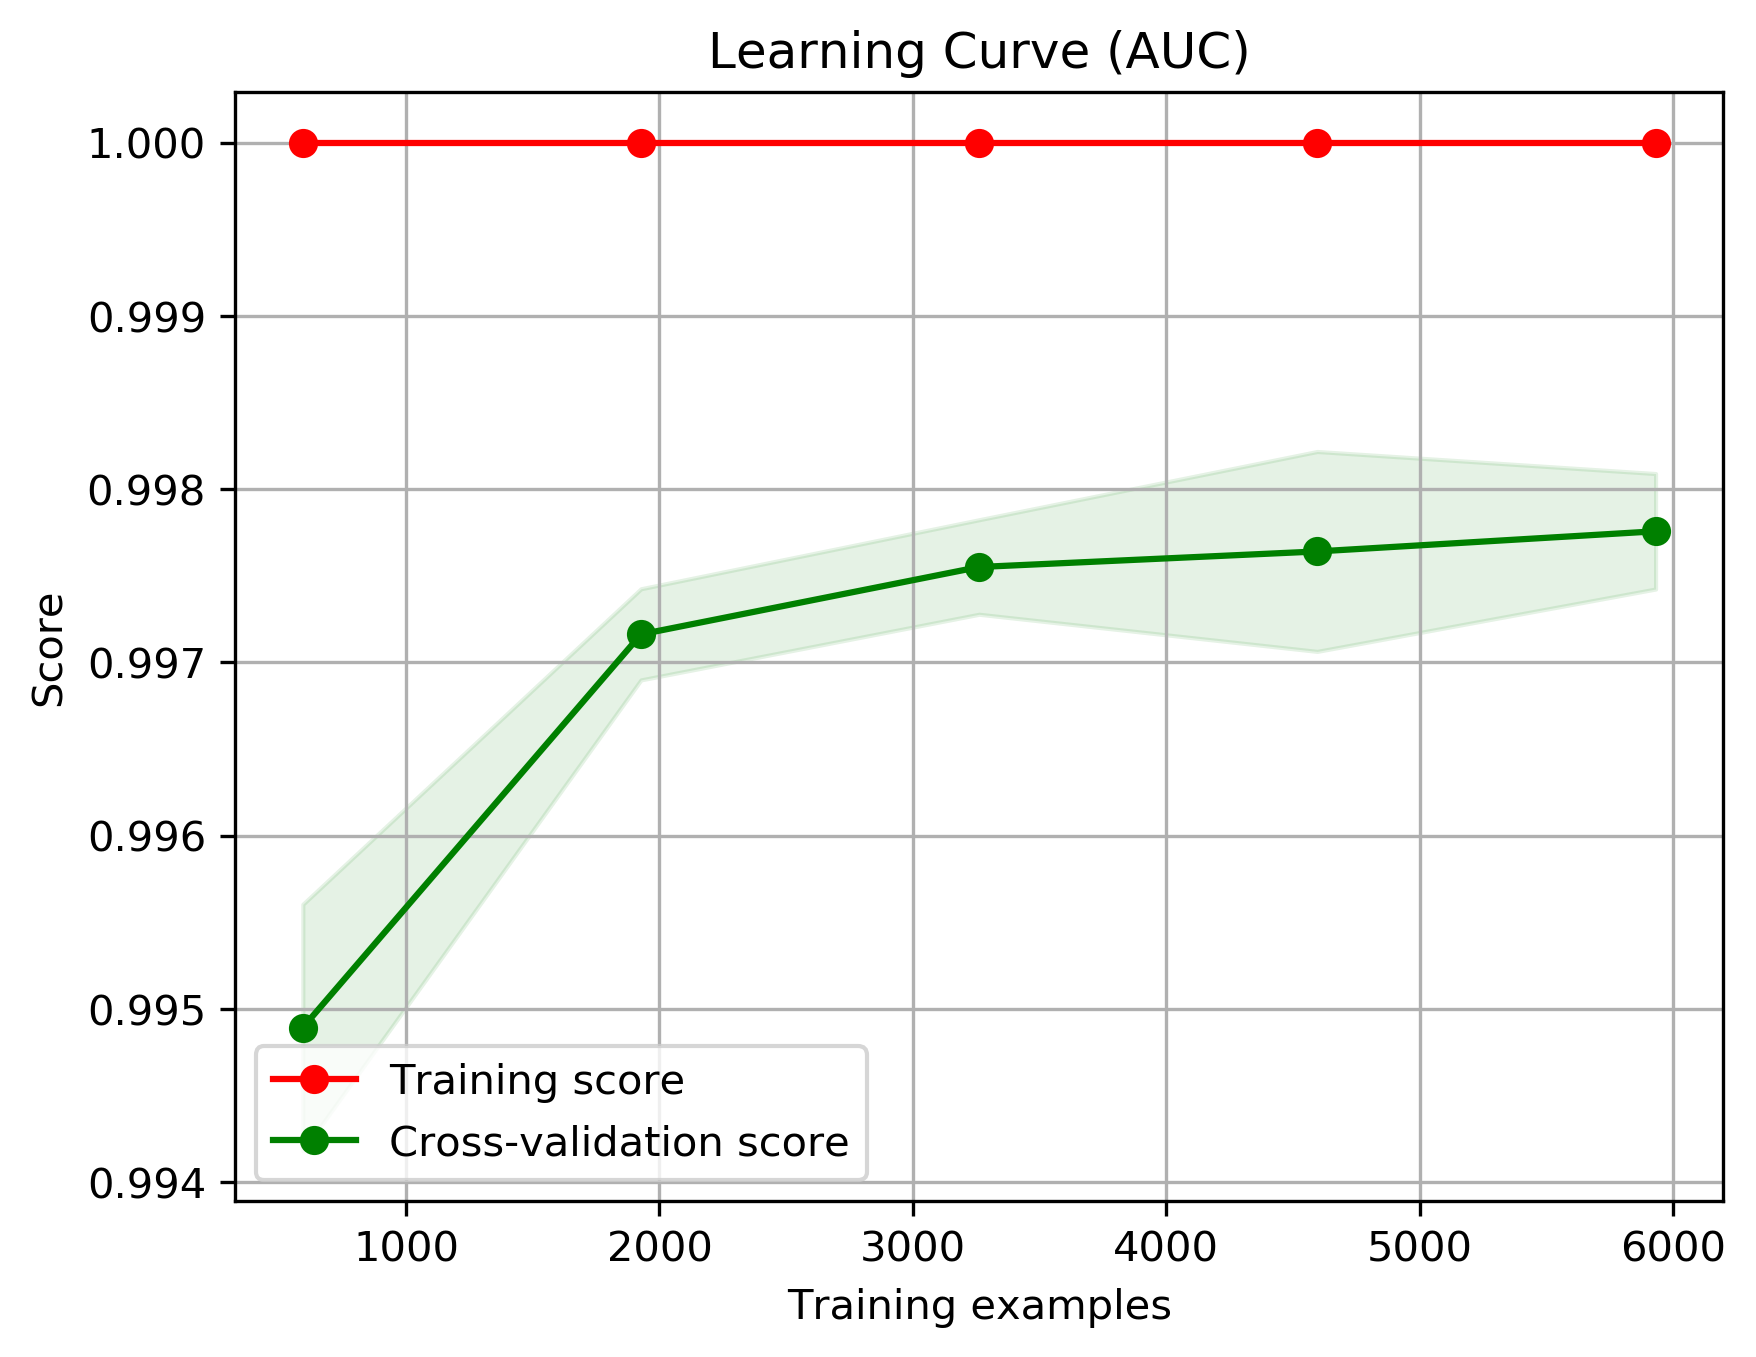 Learning Curve (AUC)
1.000
0.999
0.998
0.997
0.996
0.995
0.994
Score
Training score
Cross-validation score
1000 2000 3000 4000 5000 6000
Training examples